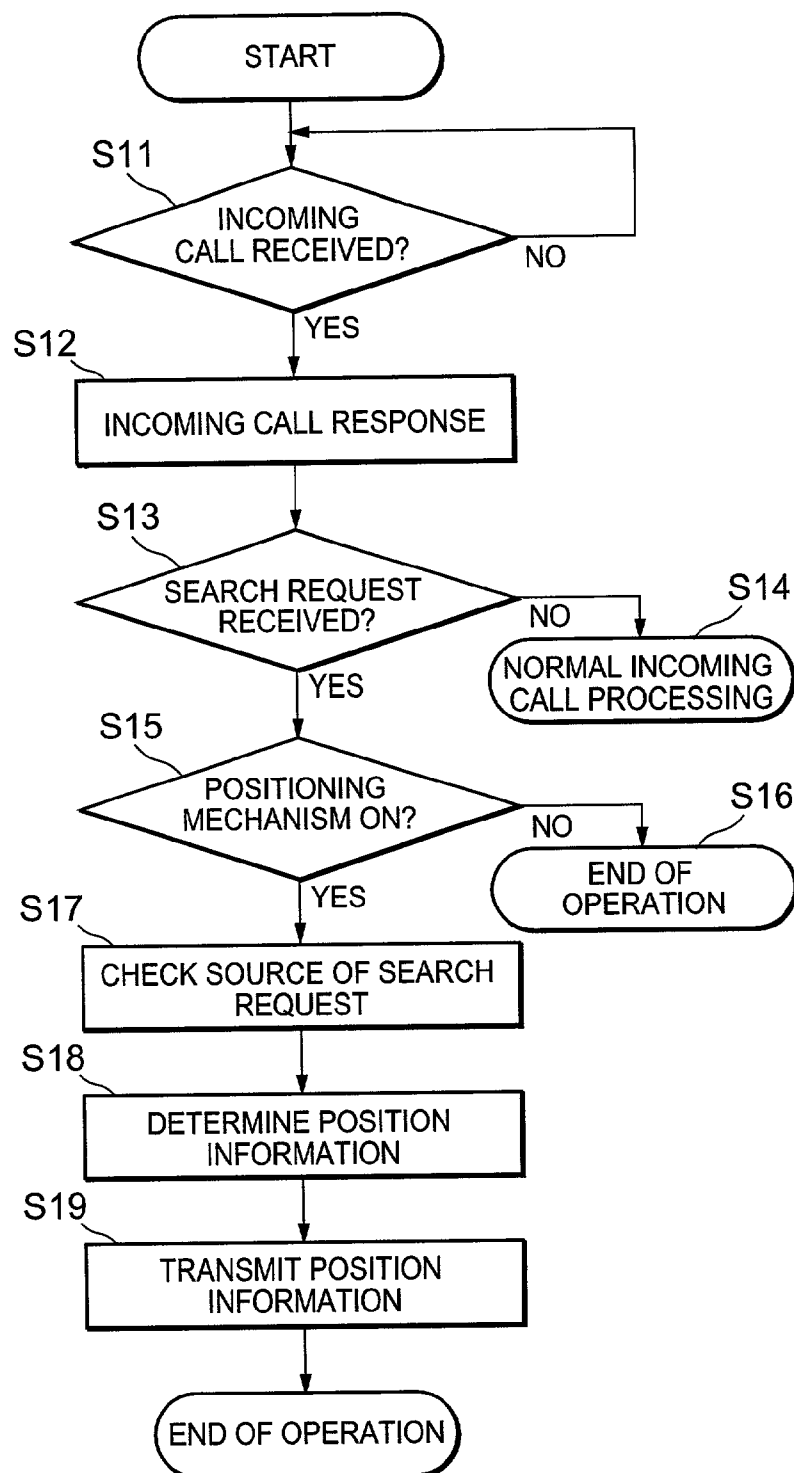 START
S11
INCOMING
CALL RECEIVED?
NO
YES
S12
INCOMING CALL RESPONSE
S13
SEARCH REQUEST
RECEIVED?
NO
S14
NORMAL INCOMING
CALL PROCESSING
YES
S15
POSITIONING
MECHANISM ON?
NO
S16
END OF
OPERATION
YES
S17
CHECK SOURCE OF SEARCH
REQUEST
S18
DETERMINE POSITION
INFORMATION
S19
TRANSMIT POSITION
INFORMATION
END OF OPERATION